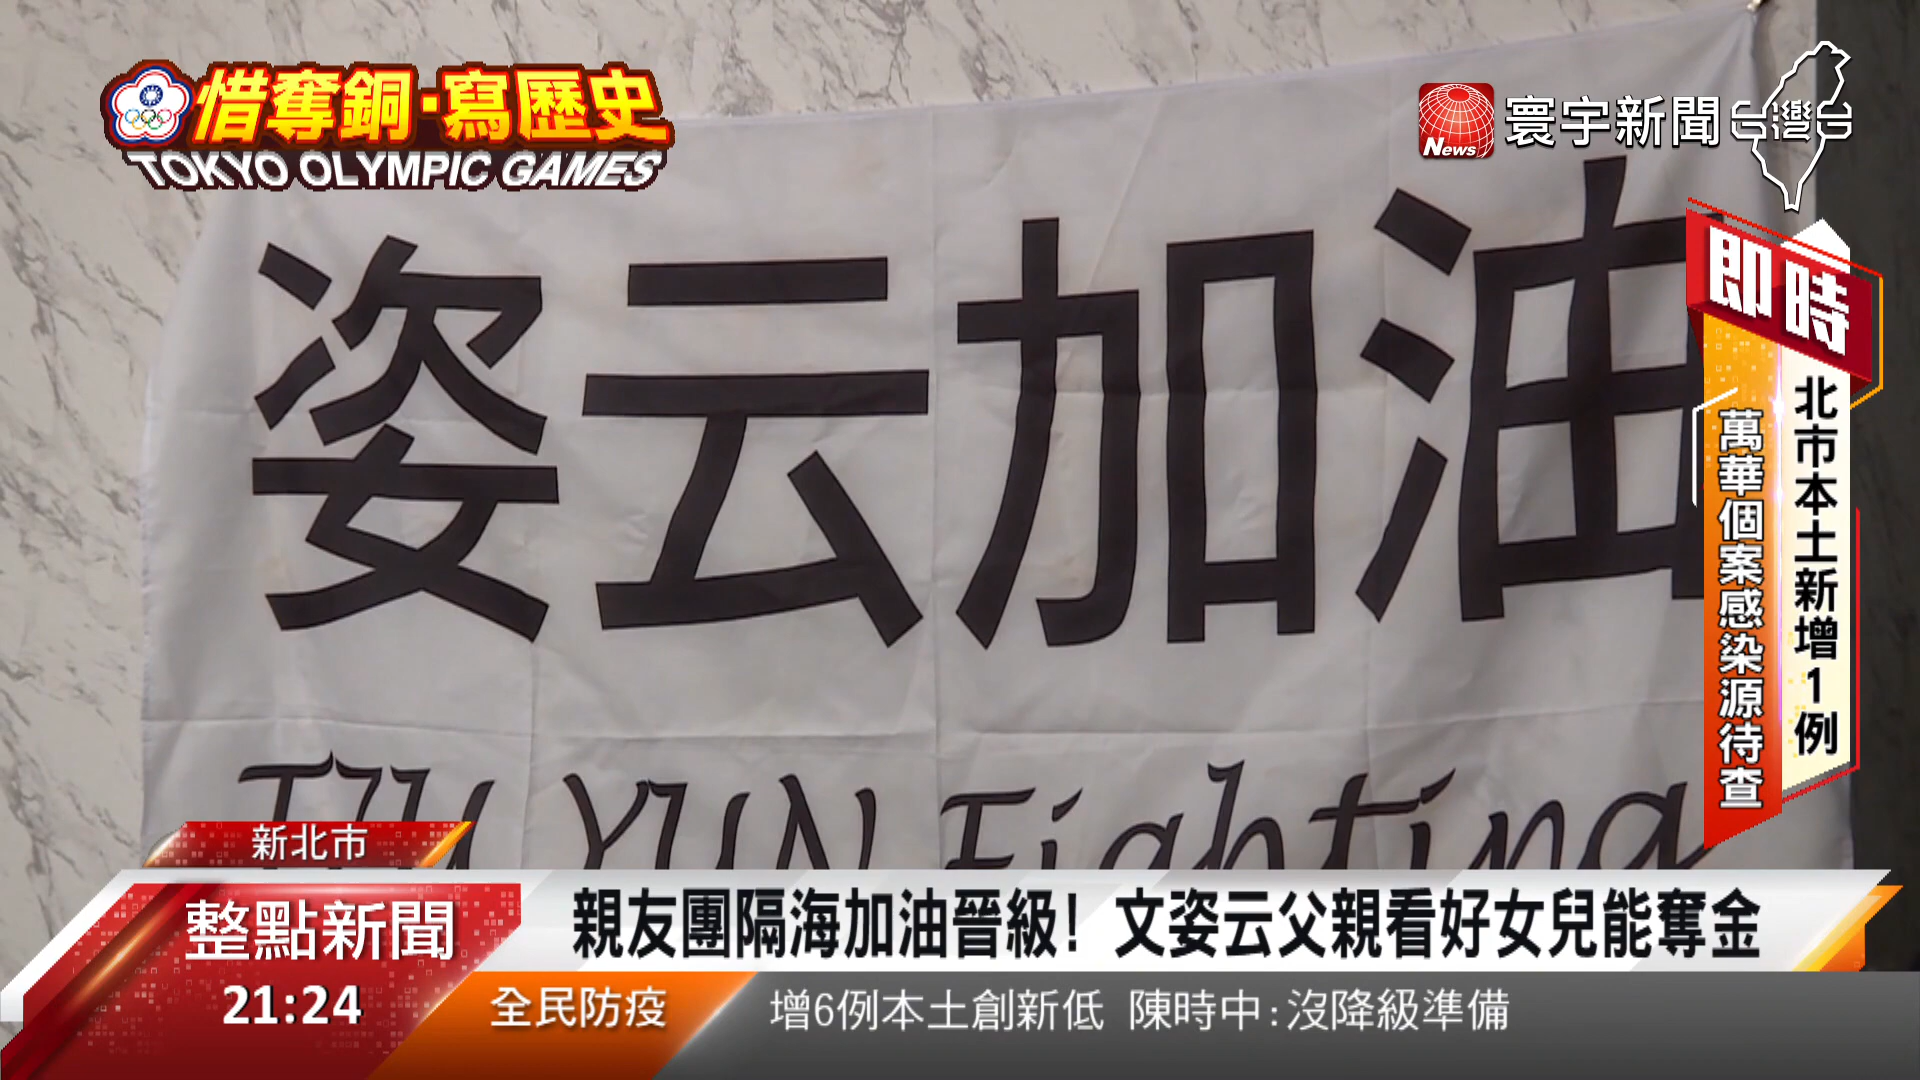 惜奪銅·寫歷史
TOKYO OLYMPIC GAMES
News 寰宇新聞 台灣台
即時
北市本土新增1例
萬華個案感染源待查
姿云加油
TZU YUN Fighting
新北市
整點新聞
親友團隔海加油晉級! 文姿云父親看好女兒能奪金
21:24
全民防疫
增6例本土創新低 陳時中:沒降級準備